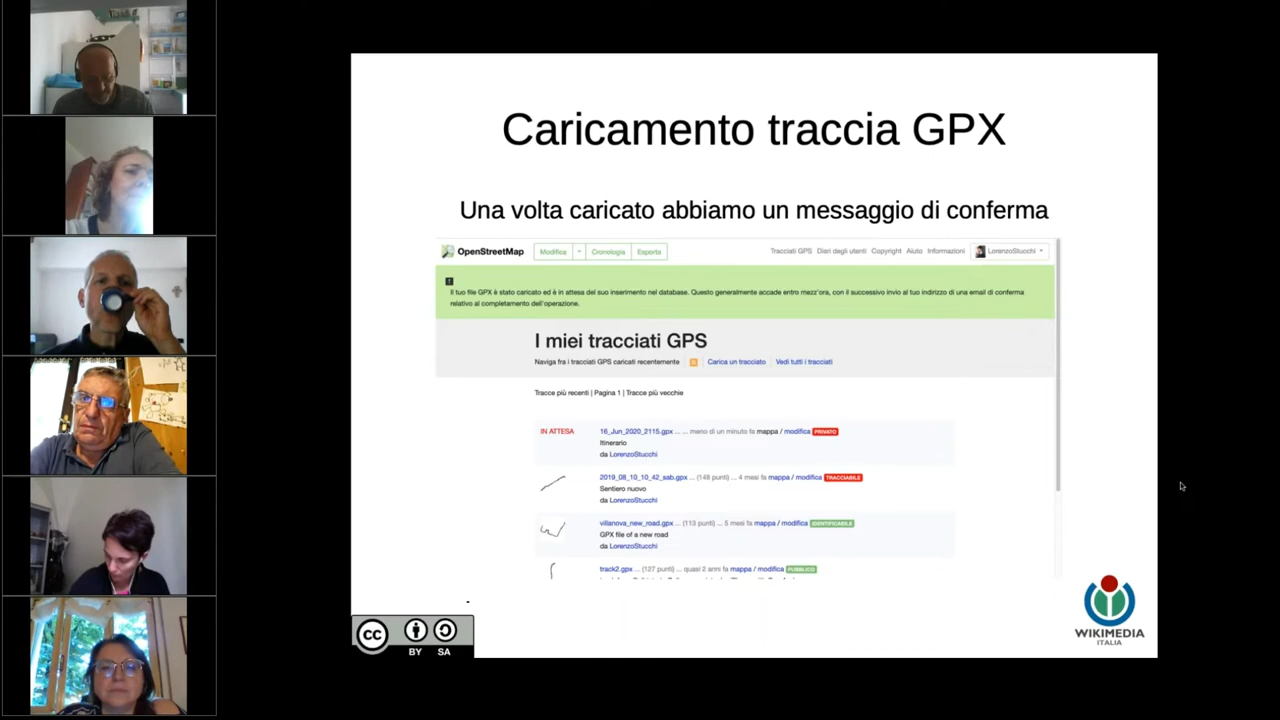 Caricamento traccia GPX
Una volta caricato abbiamo un messaggio di conferma
OpenStreetMap Modifica Cronologia Esporta Tracciati GPS Diari degli utenti Copyright Aiuto Informazioni LorenzoStucchi
Il tuo file GPX è stato caricato ed è in attesa del suo inserimento nel database. Questo generalmente accade entro mezz'ora, con il successivo invio al tuo indirizzo di una email di conferma
relativo al completamento dell'operazione.
I miei tracciati GPS
Naviga fra i tracciati GPS caricati recentemente Carica un tracciato Vedi tutti i tracciati
Tracce più recenti | Pagina 1 | Tracce più vecchie
IN ATTESA 16_Jun_2020_2115.gpx ... ... meno di un minuto fa mappa / modifica PRIVATO
Itinerario
da LorenzoStucchi
2019_08_10_10_42_sab.gpx ... (148 punti) ... 4 mesi fa mappa / modifica TRACCIABILE
Sentiero nuovo
da LorenzoStucchi
villanova_new_road.gpx ... (113 punti) ... 5 mesi fa mappa / modifica IDENTIFICABILE
GPX file of a new road
da LorenzoStucchi
track2.gpx ... (127 punti) ... quasi 2 anni fa mappa / modifica PUBBLICO
cc BY SA
WIKIMEDIA
ITALIA